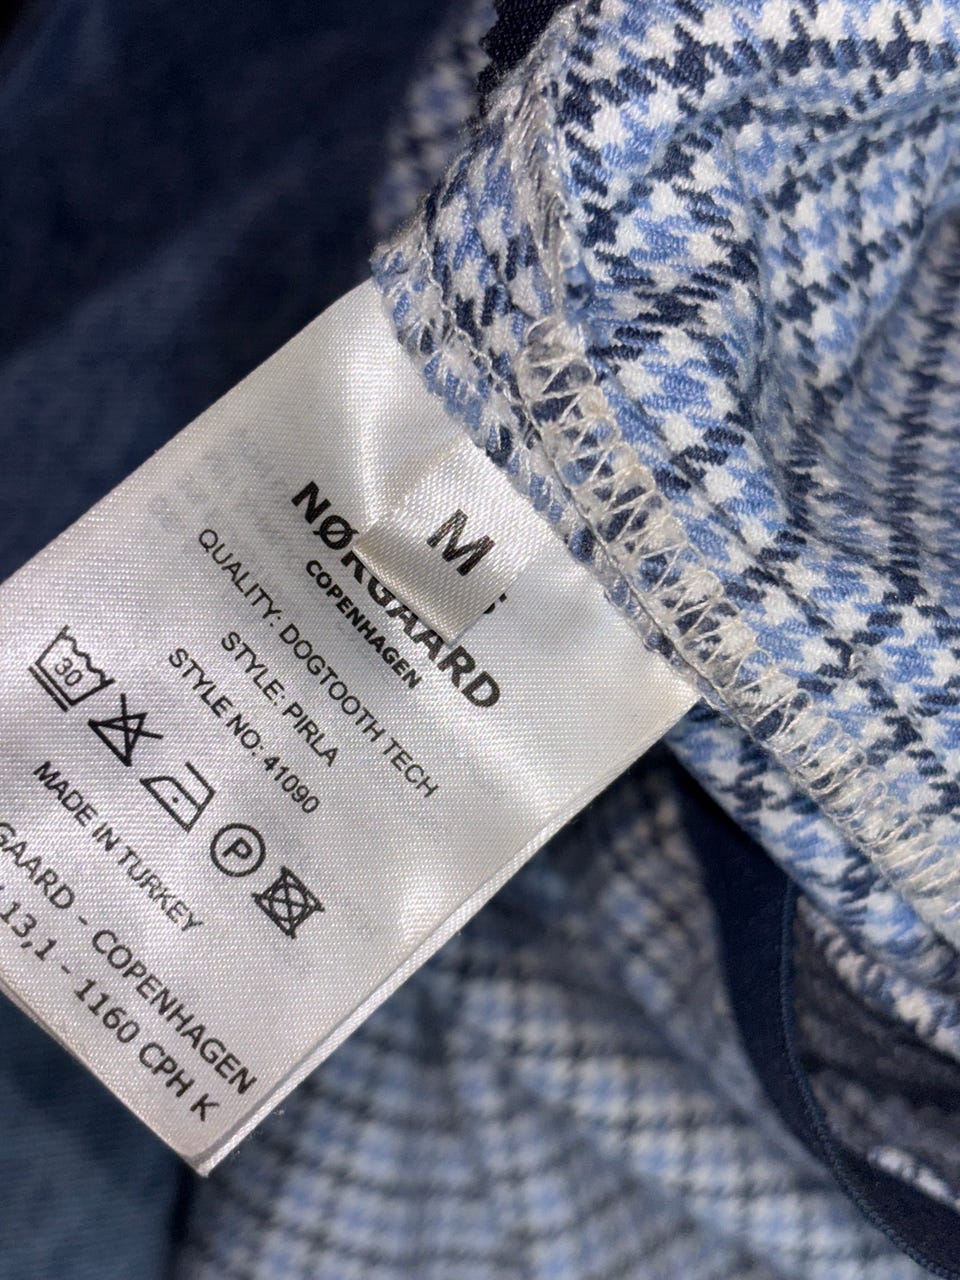 M
NØRGAARD
COPENHAGEN
QUALITY: DOGTOOTH TECH
STYLE: PIRLA
STYLE NO: 41090
30
P
MADE IN TURKEY
GAARD - COPENHAGEN
13,1 - 1160 CPH K